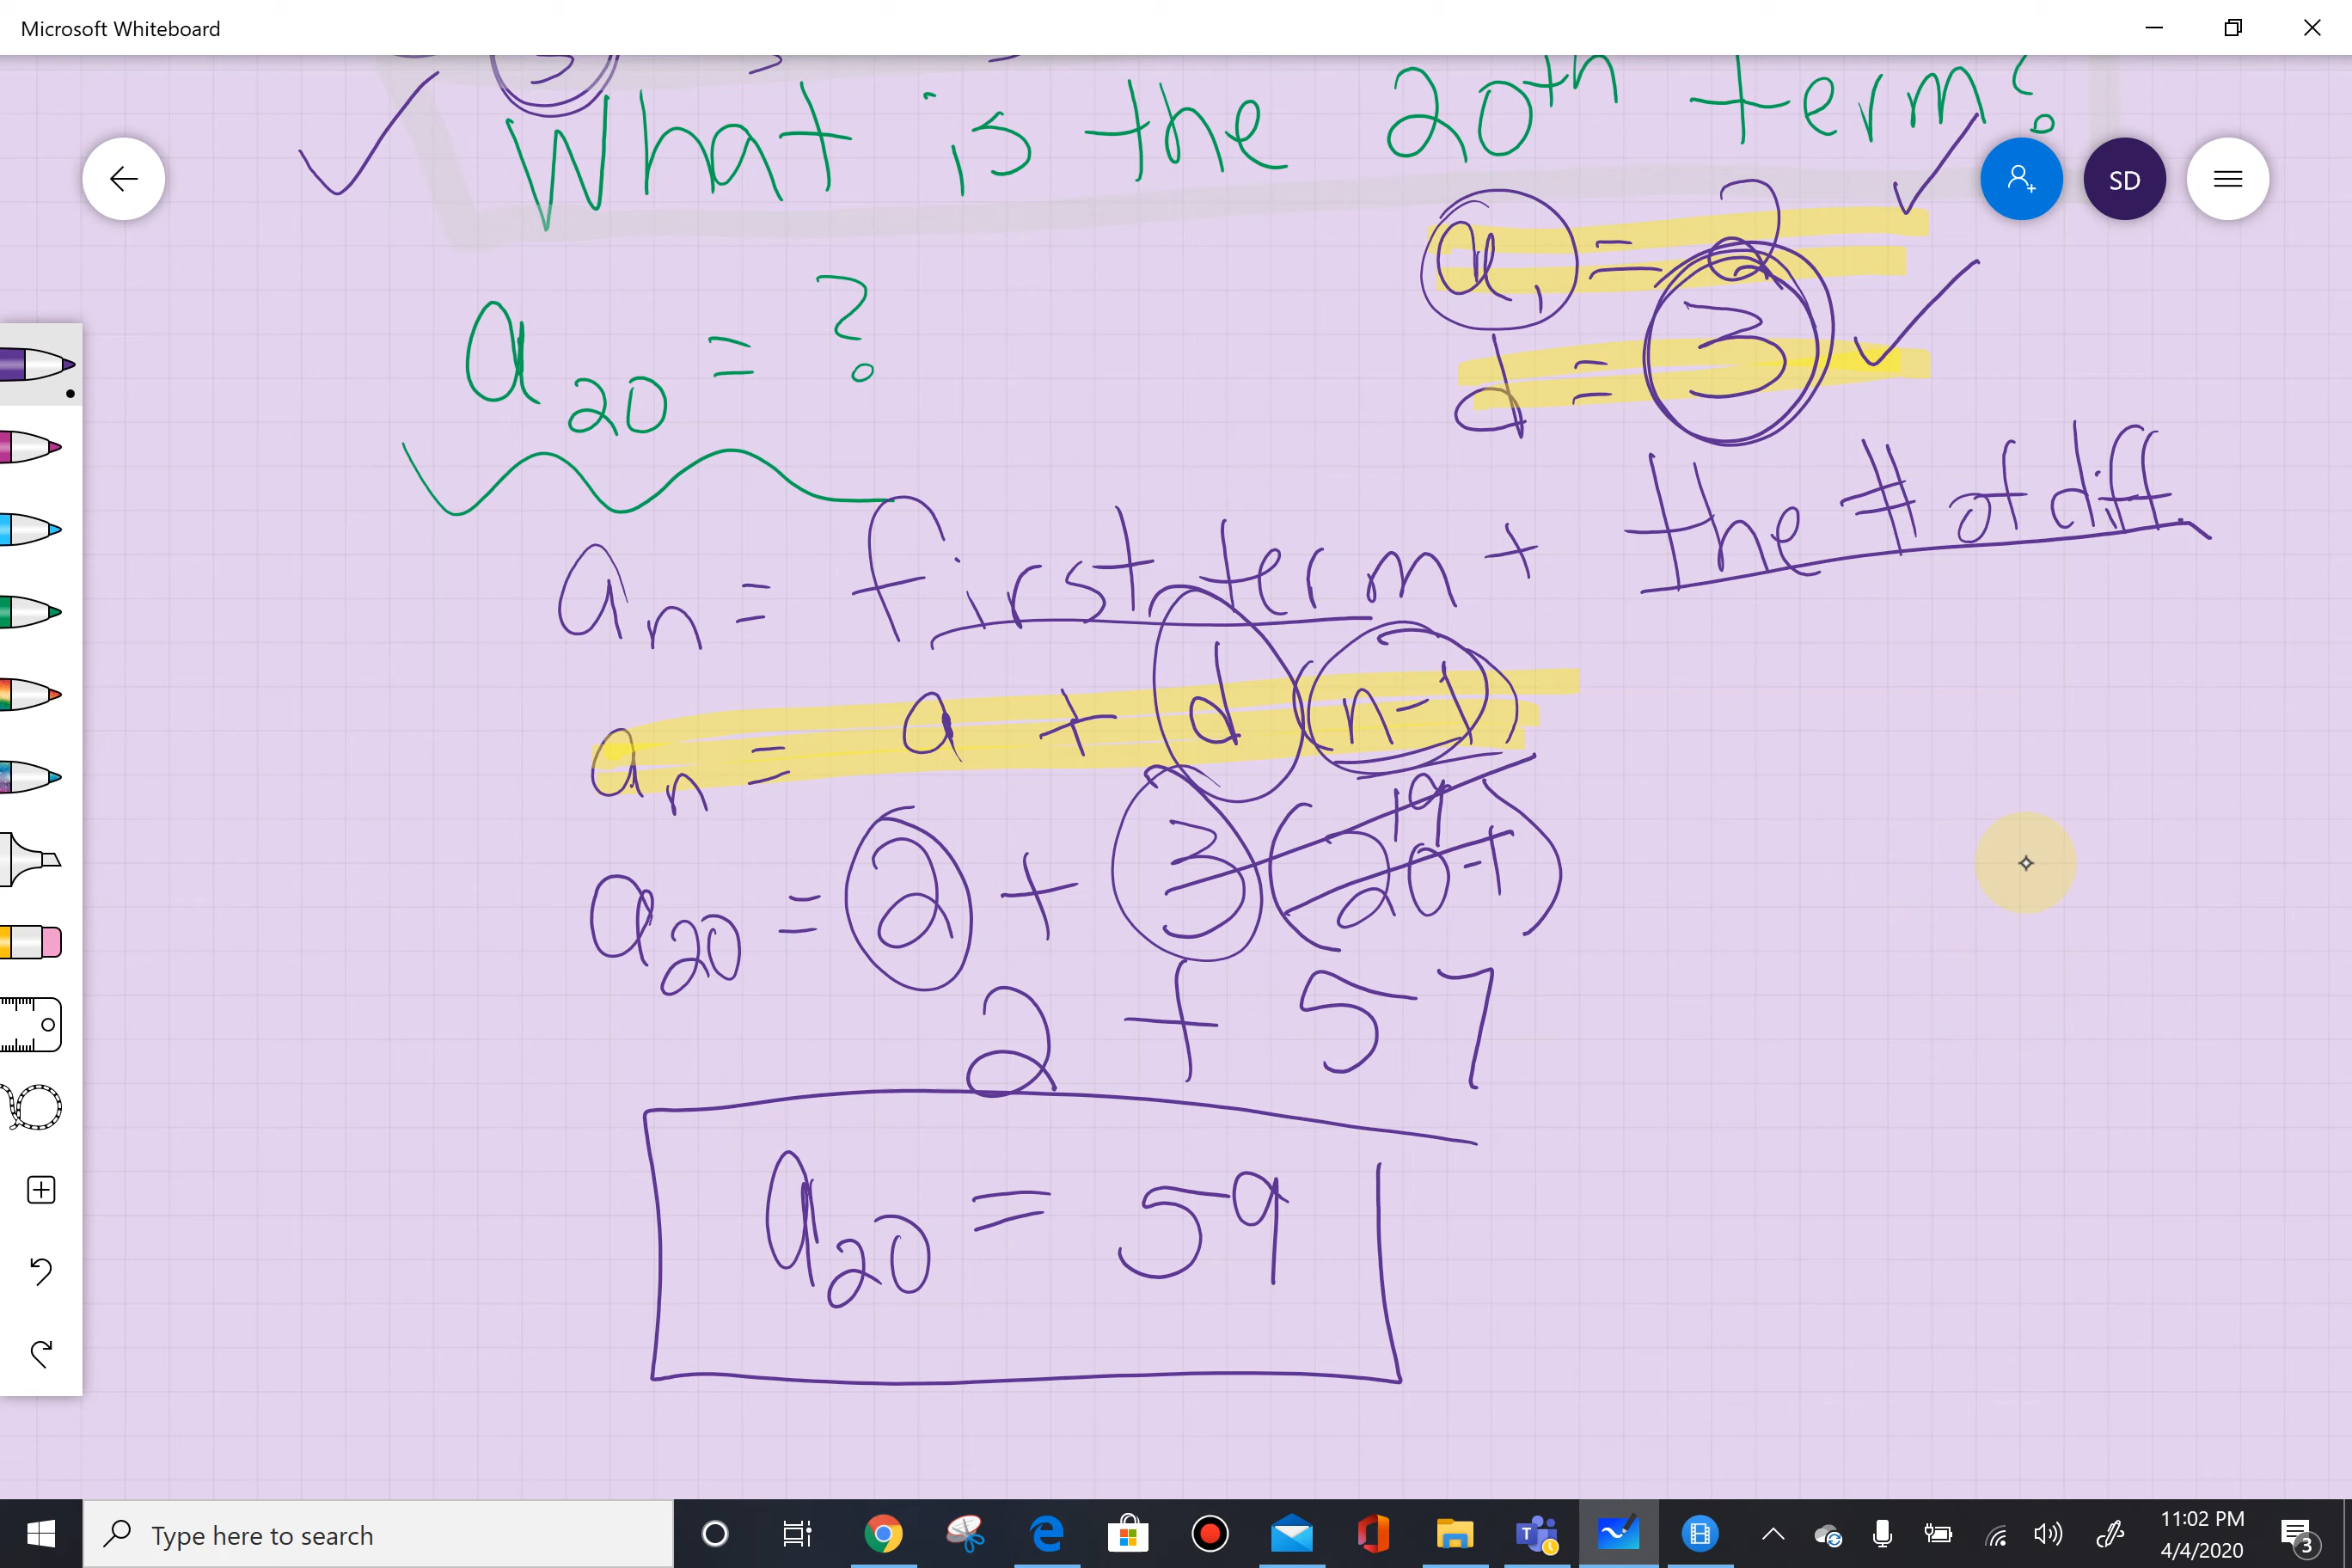 Microsoft Whiteboard
3
What is the 20th term?
SD
a₁ = 2
a₂₀ = ?
d = 3
aₙ = first term + the # of diff.
aₙ = a + d(n-1)
19
a₂₀ = 2 + 3(20-1)
2 + 57
a₂₀ = 59
Type here to search
11:02 PM
4/4/2020
3